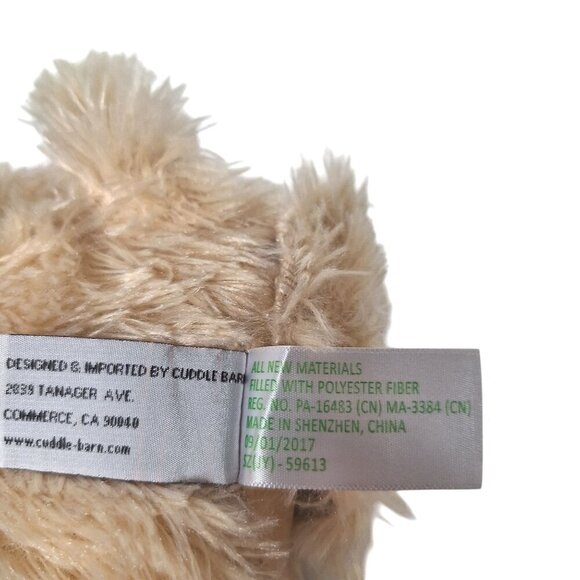 DESIGNED & IMPORTED BY CUDDLE BARN
2839 TANAGER AVE.
COMMERCE, CA 90040
www.cuddle-barn.com
ALL NEW MATERIALS
FILLED WITH POLYESTER FIBER
REG. NO. PA-16483 (CN) MA-3384 (CN)
MADE IN SHENZHEN, CHINA
09/01/2017
SZ(JY) - 59613